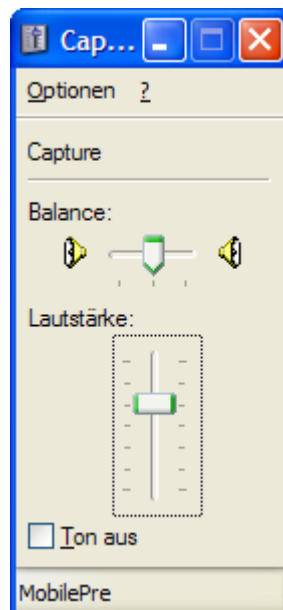 Cap...
Optionen ?
Capture
Balance:
Lautstärke:
Ton aus
MobilePre